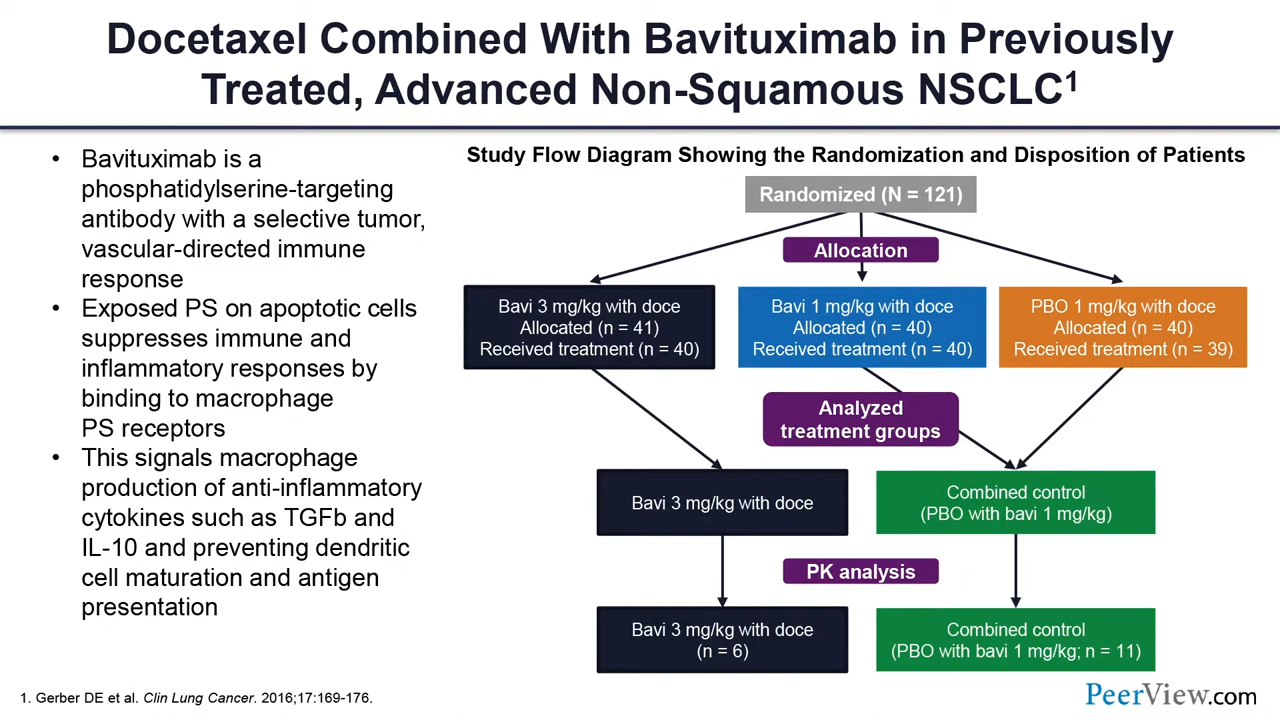 Docetaxel Combined With Bavituximab in Previously
Treated, Advanced Non-Squamous NSCLC1
• Bavituximab is a
phosphatidylserine-targeting
antibody with a selective tumor,
vascular-directed immune
response
• Exposed PS on apoptotic cells
suppresses immune and
inflammatory responses by
binding to macrophage
PS receptors
• This signals macrophage
production of anti-inflammatory
cytokines such as TGFb and
IL-10 and preventing dendritic
cell maturation and antigen
presentation
Study Flow Diagram Showing the Randomization and Disposition of Patients
Randomized (N = 121)
Allocation
Bavi 3 mg/kg with doce
Allocated (n = 41)
Received treatment (n = 40)
Bavi 1 mg/kg with doce
Allocated (n = 40)
Received treatment (n = 40)
PBO 1 mg/kg with doce
Allocated (n = 40)
Received treatment (n = 39)
Analyzed
treatment groups
Bavi 3 mg/kg with doce
Combined control
(PBO with bavi 1 mg/kg)
PK analysis
Bavi 3 mg/kg with doce
(n = 6)
Combined control
(PBO with bavi 1 mg/kg; n = 11)
1. Gerber DE et al. Clin Lung Cancer. 2016;17:169-176.
PeerView.com